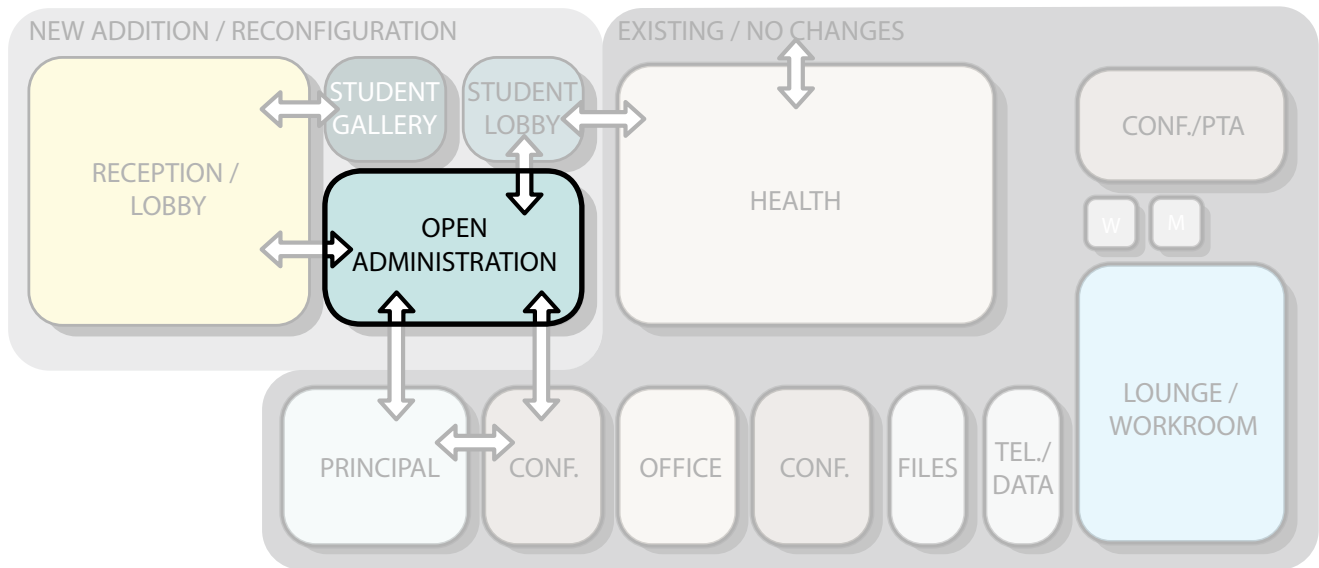 NEW ADDITION / RECONFIGURATION
EXISTING / NO CHANGES
RECEPTION /
LOBBY
STUDENT
GALLERY
STUDENT
LOBBY
OPEN
ADMINISTRATION
HEALTH
CONF./PTA
W
M
LOUNGE /
WORKROOM
PRINCIPAL
CONF.
OFFICE
CONF.
FILES
TEL./
DATA